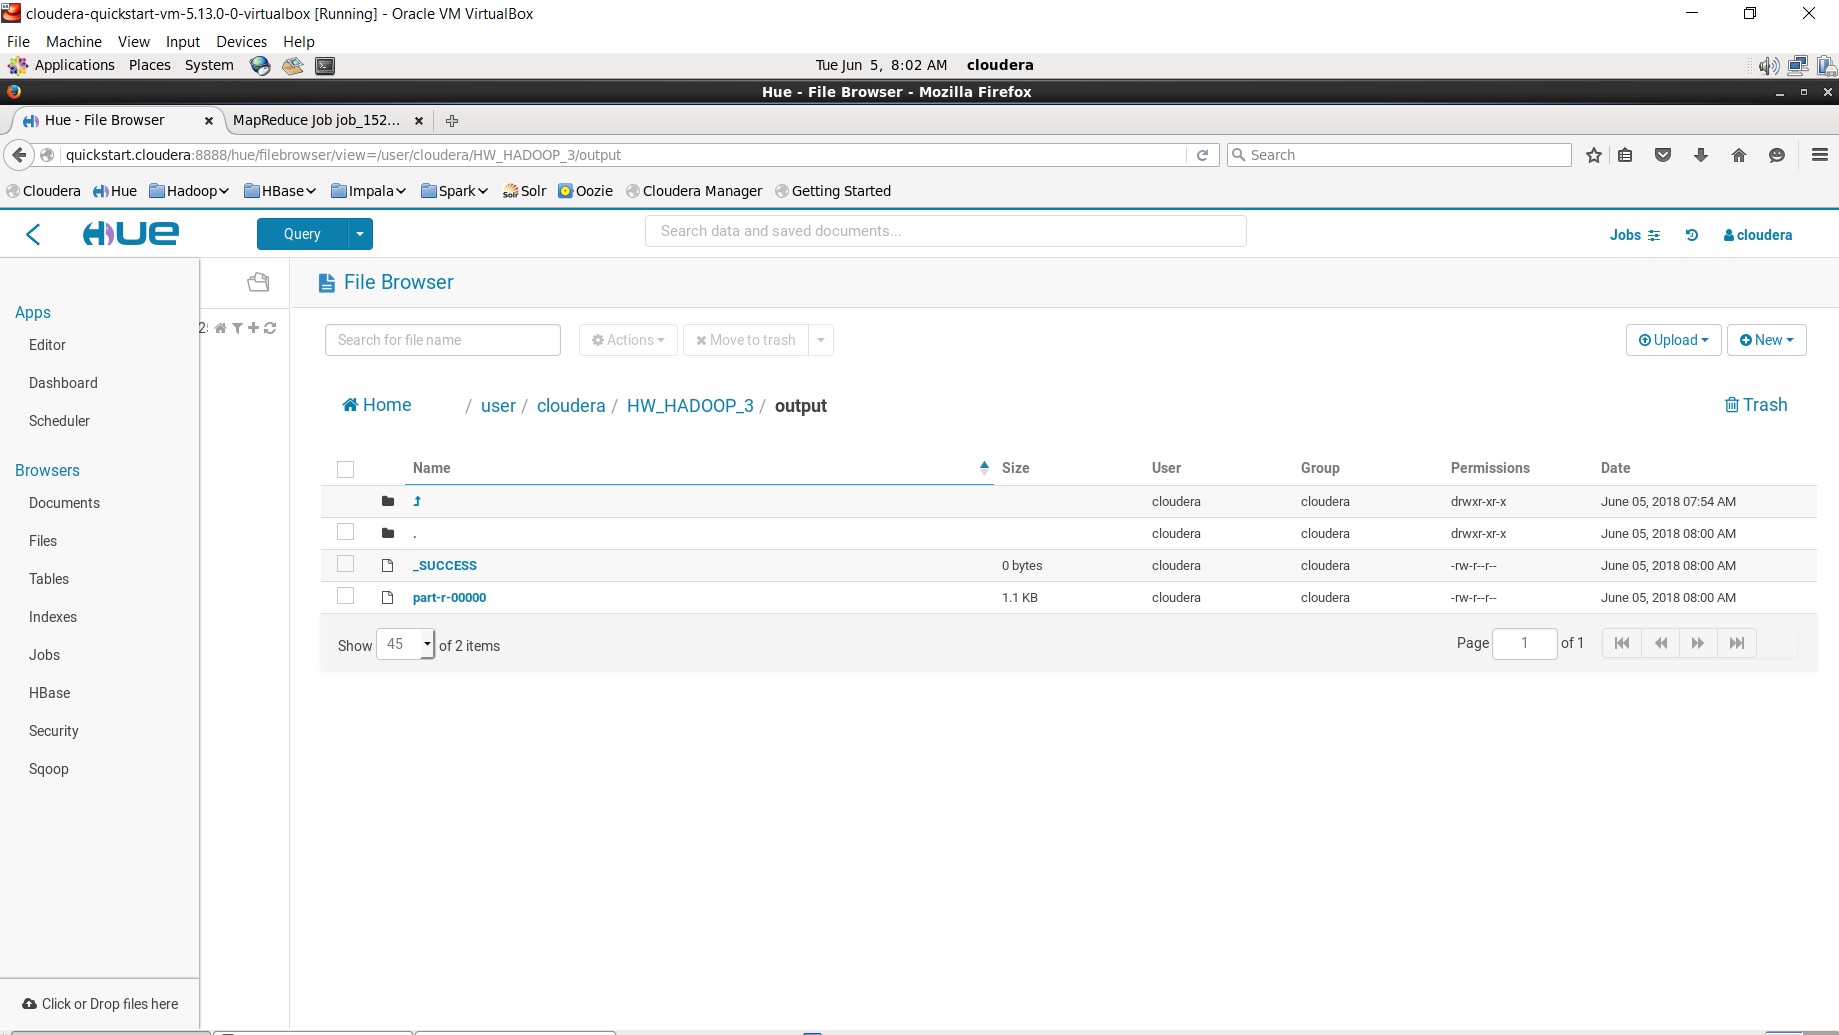 cloudera-quickstart-vm-5.13.0-0-virtualbox [Running] - Oracle VM VirtualBox
File Machine View Input Devices Help
Applications Places System Tue Jun 5, 8:02 AM cloudera
Hue - File Browser - Mozilla Firefox
Hue - File Browser MapReduce Job job_152...
quickstart.cloudera:8888/hue/filebrowser/view=/user/cloudera/HW_HADOOP_3/output Search
Cloudera Hue Hadoop HBase Impala Spark Solr Oozie Cloudera Manager Getting Started
HUE Query Search data and saved documents... Jobs cloudera
File Browser
Apps
Editor
Dashboard
Scheduler
Browsers
Documents
Files
Tables
Indexes
Jobs
HBase
Security
Sqoop
Click or Drop files here
Search for file name Actions Move to trash Upload New
Home / user / cloudera / HW_HADOOP_3 / output Trash
Name Size User Group Permissions Date
cloudera cloudera drwxr-xr-x June 05, 2018 07:54 AM
. cloudera cloudera drwxr-xr-x June 05, 2018 08:00 AM
_SUCCESS 0 bytes cloudera cloudera -rw-r--r-- June 05, 2018 08:00 AM
part-r-00000 1.1 KB cloudera cloudera -rw-r--r-- June 05, 2018 08:00 AM
Show 45 of 2 items Page 1 of 1